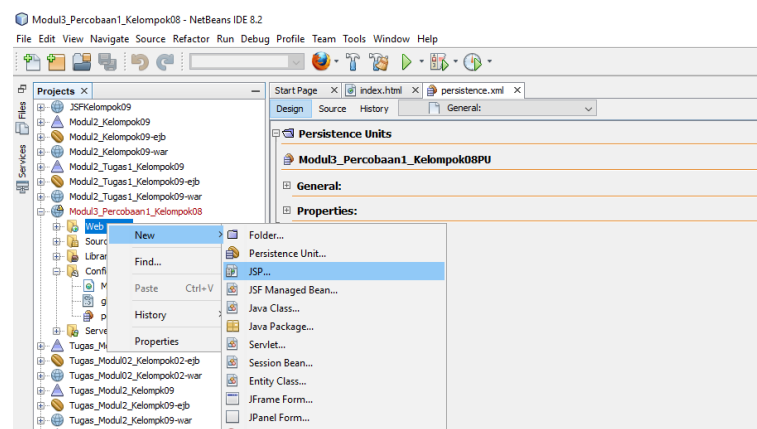 Modul3_Percobaan1_Kelompok08 - NetBeans IDE 8.2
File Edit View Navigate Source Refactor Run Debug Profile Team Tools Window Help
Projects
Start Page
index.html
persistence.xml
Files
Services
Design Source History General:
JSFKelompok09
Modul2_Kelompok09
Modul2_Kelompok09-ejb
Modul2_Kelompok09-war
Modul2_Tugas1_Kelompok09
Modul2_Tugas1_Kelompok09-ejb
Modul2_Tugas1_Kelompok09-war
Modul3_Percobaan1_Kelompok08
Web
Sourc
Librar
Confi
M
g
p
Serve
Tugas_M
Tugas_Modul02_Kelompok02-ejb
Tugas_Modul02_Kelompok02-war
Tugas_Modul2_Kelompk09
Tugas_Modul2_Kelompk09-ejb
Tugas_Modul2_Kelompk09-war
Persistence Units
Modul3_Percobaan1_Kelompok08PU
General:
Properties:
New
Find...
Paste Ctrl+V
History
Properties
Folder...
Persistence Unit...
JSP...
JSF Managed Bean...
Java Class...
Java Package...
Servlet...
Session Bean...
Entity Class...
JFrame Form...
JPanel Form...